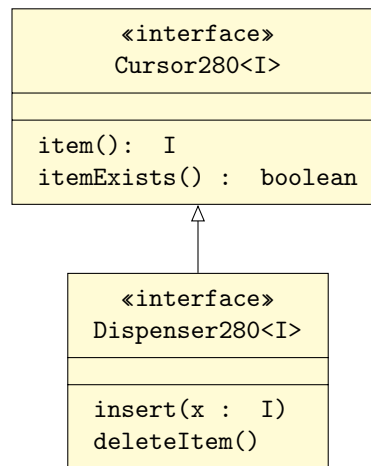 «interface»
Cursor280<I>
item(): I
itemExists() : boolean
«interface»
Dispenser280<I>
insert(x : I)
deleteItem()